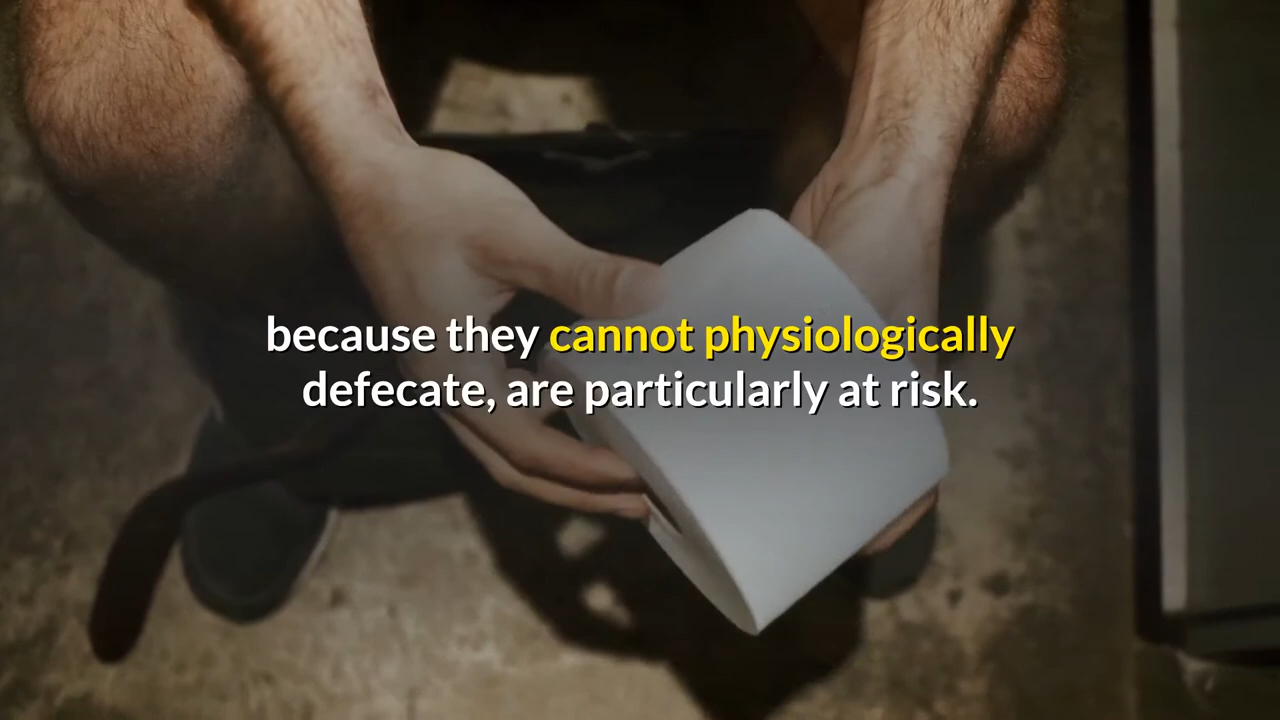 because they cannot physiologically
defecate, are particularly at risk.